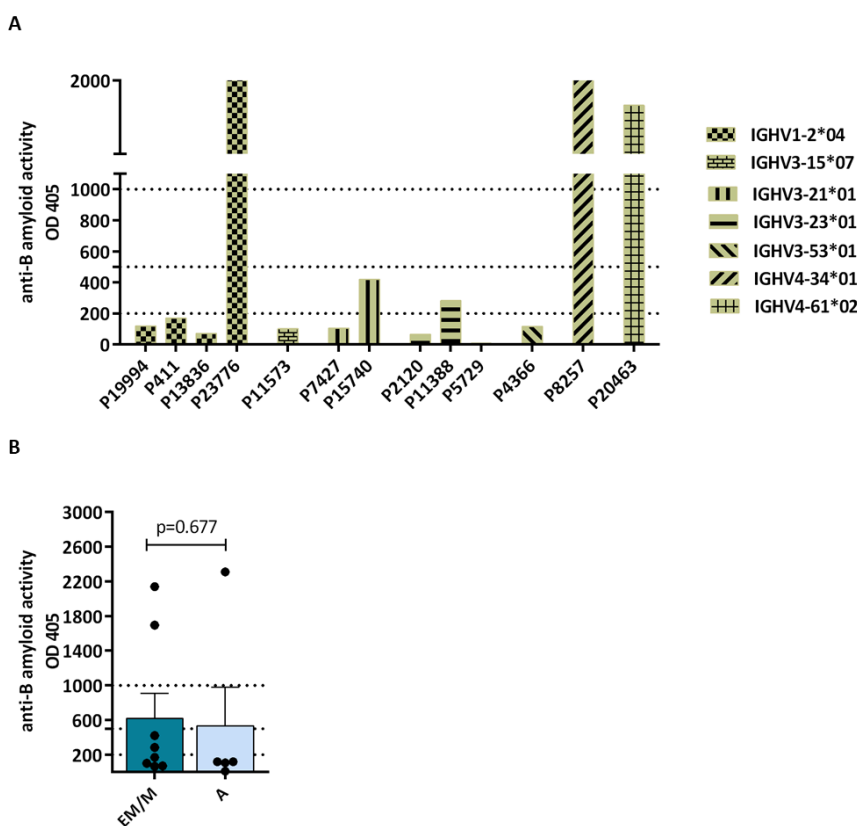 A
anti-B amyloid activity
OD 405
2000
1000
800
600
400
200
0
P19994
P411
P13836
P23776
P11573
P7427
P15740
P2120
P11388
P5729
P4366
P8257
P20463
IGHV1-2*04
IGHV3-15*07
IGHV3-21*01
IGHV3-23*01
IGHV3-53*01
IGHV4-34*01
IGHV4-61*02
B
anti-B amyloid activity
OD 405
3000
2600
2200
1800
1400
1000
600
200
p=0.677
EM/M
A